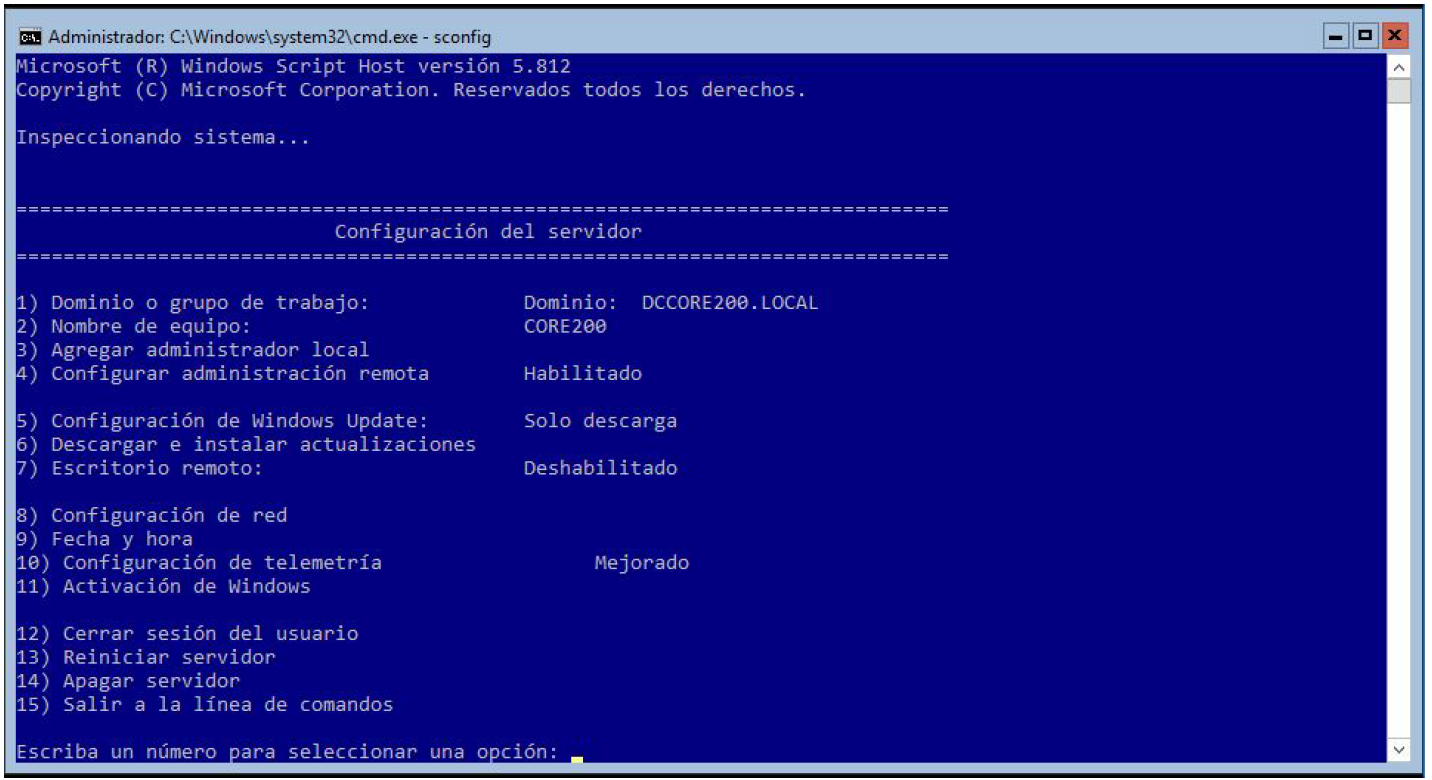 Administrador: C:\Windows\system32\cmd.exe - sconfig
Microsoft (R) Windows Script Host versión 5.812
Copyright (C) Microsoft Corporation. Reservados todos los derechos.
Inspeccionando sistema...
===============================================================================
Configuración del servidor
===============================================================================
1) Dominio o grupo de trabajo: Dominio: DCCORE200.LOCAL
2) Nombre de equipo: CORE200
3) Agregar administrador local
4) Configurar administración remota Habilitado
5) Configuración de Windows Update: Solo descarga
6) Descargar e instalar actualizaciones
7) Escritorio remoto: Deshabilitado
8) Configuración de red
9) Fecha y hora
10) Configuración de telemetría Mejorado
11) Activación de Windows
12) Cerrar sesión del usuario
13) Reiniciar servidor
14) Apagar servidor
15) Salir a la línea de comandos
Escriba un número para seleccionar una opción: